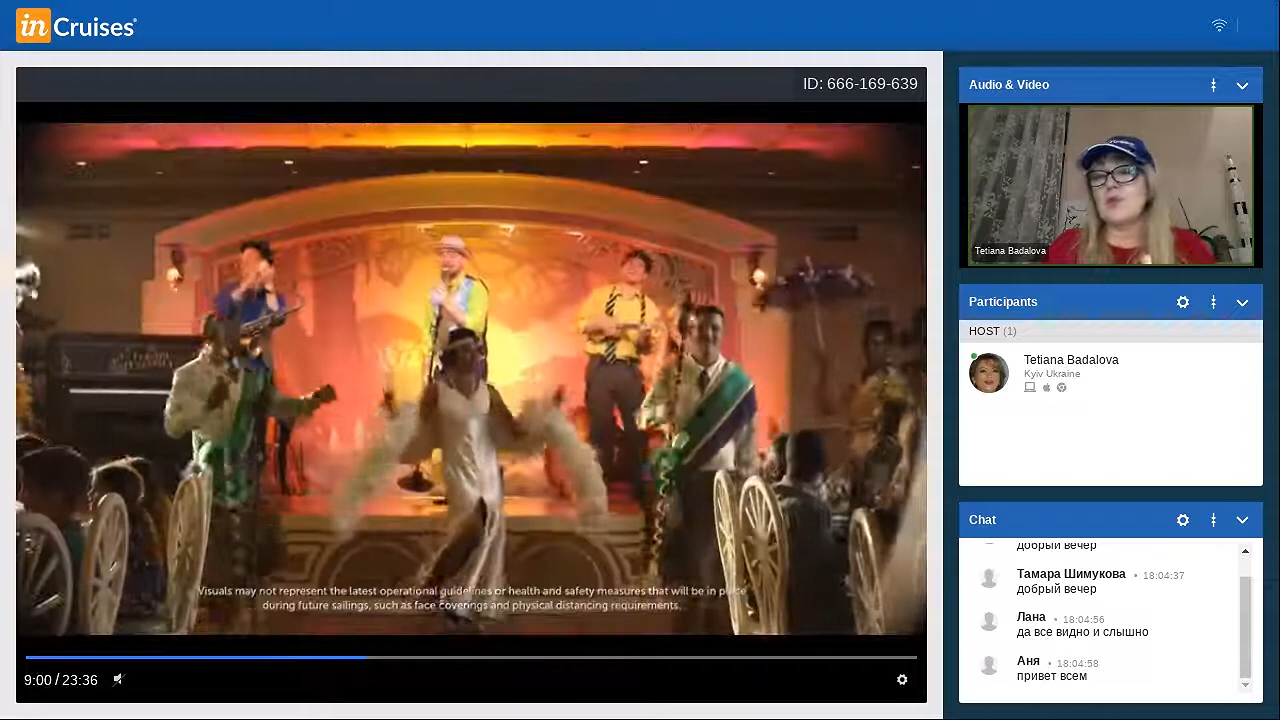 in Cruises®
ID: 666-169-639
Audio & Video
Tetiana Badalova
Participants
HOST (1)
Tetiana Badalova
Kyiv Ukraine
Visuals may not represent the latest operational guidelines or health and safety measures that will be in place
during future sailings, such as face coverings and physical distancing requirements.
9:00 / 23:36
Chat
добрый вечер
Тамара Шимукова • 18:04:37
добрый вечер
Лана • 18:04:56
да все видно и слышно
Аня • 18:04:58
привет всем